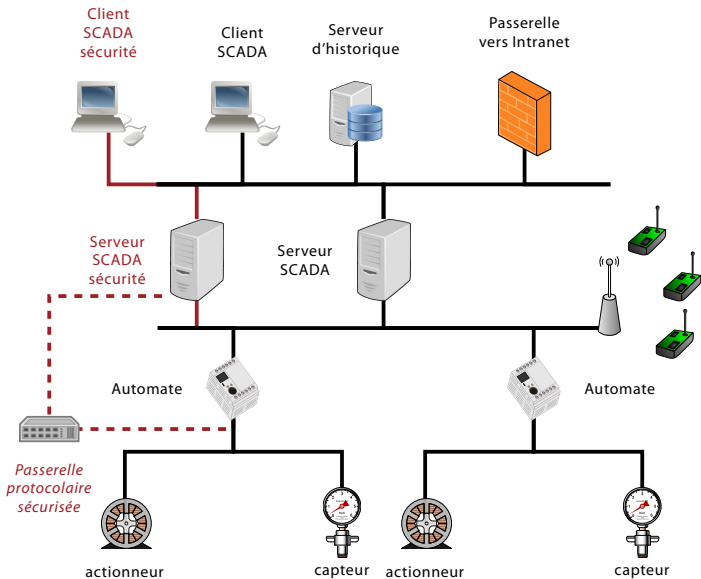 Client
SCADA
sécurité
Client
SCADA
Serveur
d'historique
Passerelle
vers Intranet
Serveur
SCADA
sécurité
Serveur
SCADA
Automate
Automate
Passerelle
protocolaire
sécurisée
actionneur
capteur
actionneur
capteur